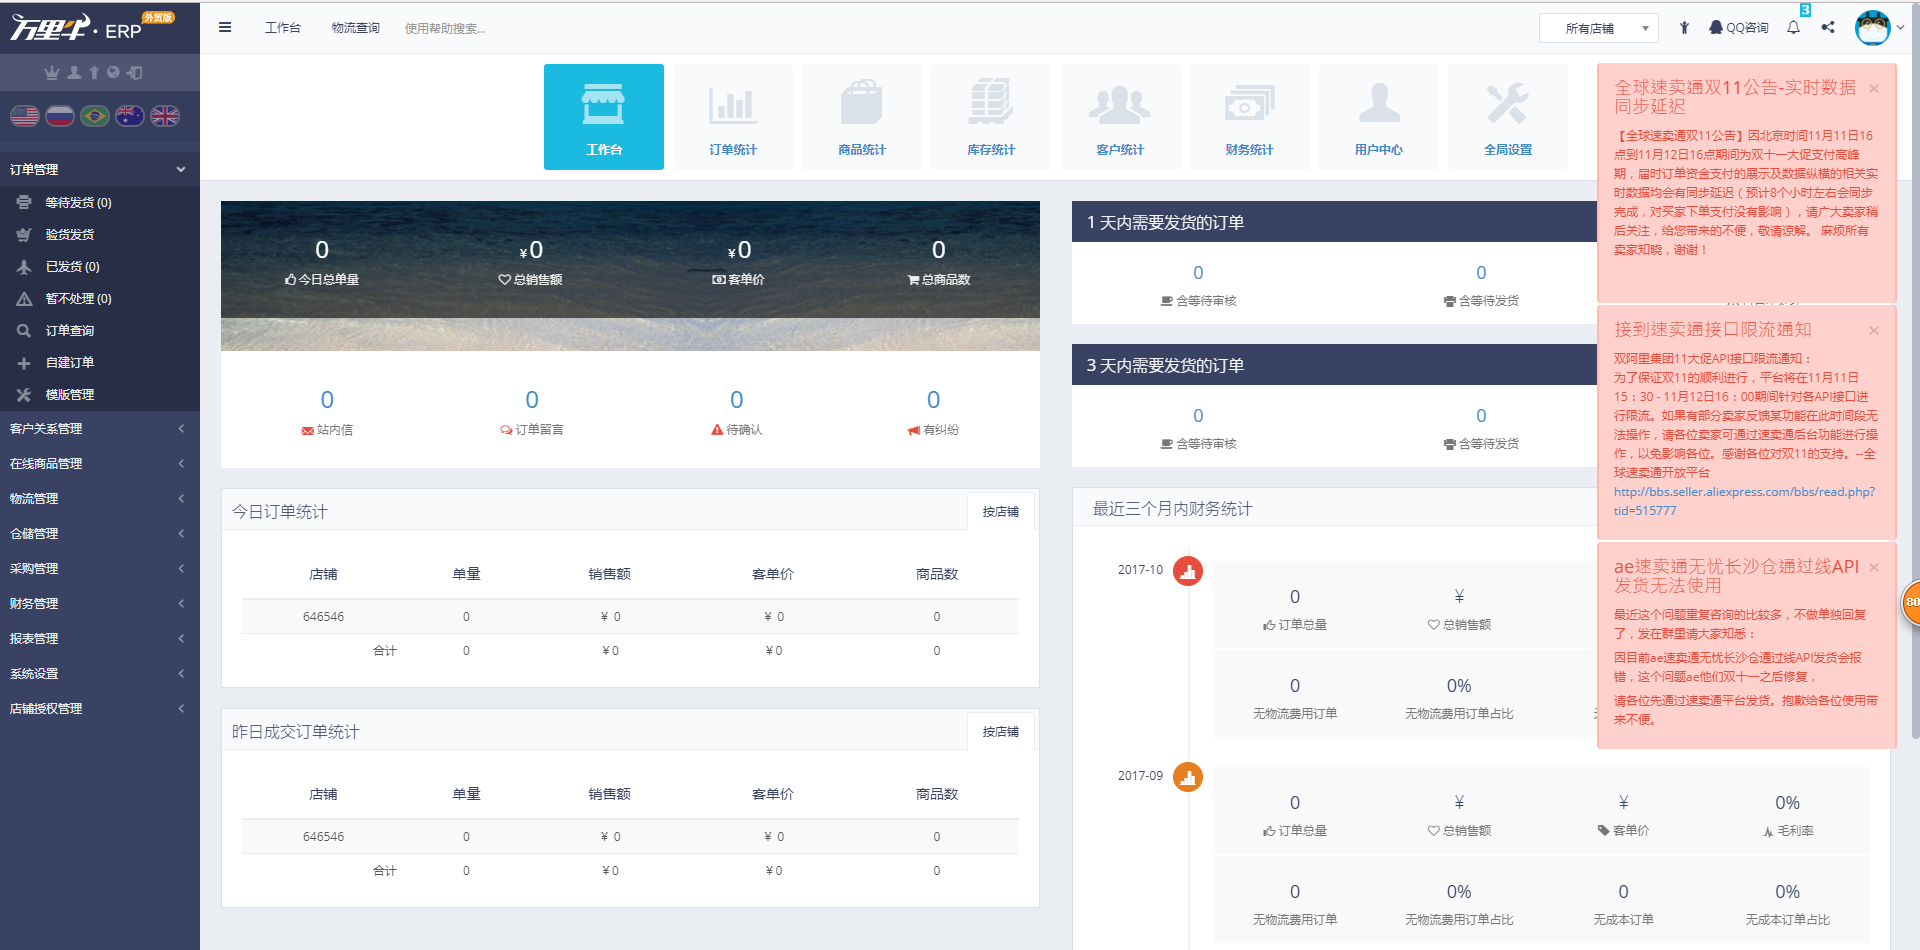 万里牛·ERP 外贸版
工作台 物流查询 使用帮助搜索...
所有店铺 QQ咨询 3
订单管理
等待发货 (0)
验货发货
已发货 (0)
暂不处理 (0)
订单查询
自建订单
模版管理
客户关系管理
在线商品管理
物流管理
仓储管理
采购管理
财务管理
报表管理
系统设置
店铺授权管理
工作台 订单统计 商品统计 库存统计 客户统计 财务统计 用户中心 全局设置
0 ¥0 ¥0 0
今日总单量 总销售额 客单价 总商品数
0 0 0 0
站内信 订单留言 待确认 有纠纷
今日订单统计 按店铺
店铺 单量 销售额 客单价 商品数
646546 0 ¥ 0 ¥ 0 0
合计 0 ¥0 ¥0 0
昨日成交订单统计 按店铺
店铺 单量 销售额 客单价 商品数
646546 0 ¥ 0 ¥ 0 0
合计 0 ¥0 ¥0 0
1 天内需要发货的订单
0 0
含等待审核 含等待发货
3 天内需要发货的订单
0 0
含等待审核 含等待发货
最近三个月内财务统计
2017-10
0 ¥
订单总量 总销售额
0 0%
无物流费用订单 无物流费用订单占比
2017-09
0 ¥ ¥ 0%
订单总量 总销售额 客单价 毛利率
0 0% 0 0%
无物流费用订单 无物流费用订单占比 无成本订单 无成本订单占比
全球速卖通双11公告-实时数据
同步延迟
×
【全球速卖通双11公告】因北京时间11月11日16
点到11月12日16点期间为双十一大促支付高峰
期，届时订单资金支付的展示及数据纵横的相关实
时数据均会有同步延迟（预计8个小时左右会同步
完成，对买家下单支付没有影响），请广大卖家稍
后关注，给您带来的不便，敬请谅解。 麻烦所有
卖家知晓，谢谢！
接到速卖通接口限流通知
×
双阿里集团11大促API接口限流通知：
为了保证双11的顺利进行，平台将在11月11日
15：30 - 11月12日16：00期间针对各API接口进
行限流。如果有部分卖家反馈某功能在此时间段无
法操作，请各位卖家可通过速卖通后台功能进行操
作，以免影响各位。感谢各位对双11的支持。--全
球速卖通开放平台
http://bbs.seller.aliexpress.com/bbs/read.php?
tid=515777
ae速卖通无忧长沙仓通过线API
发货无法使用
×
最近这个问题重复咨询的比较多，不做单独回复
了，发在群里请大家知悉：
因目前ae速卖通无忧长沙仓通过线API发货会报
错，这个问题ae他们双十一之后修复，
请各位先通过速卖通平台发货。抱歉给各位使用带
来不便。
80